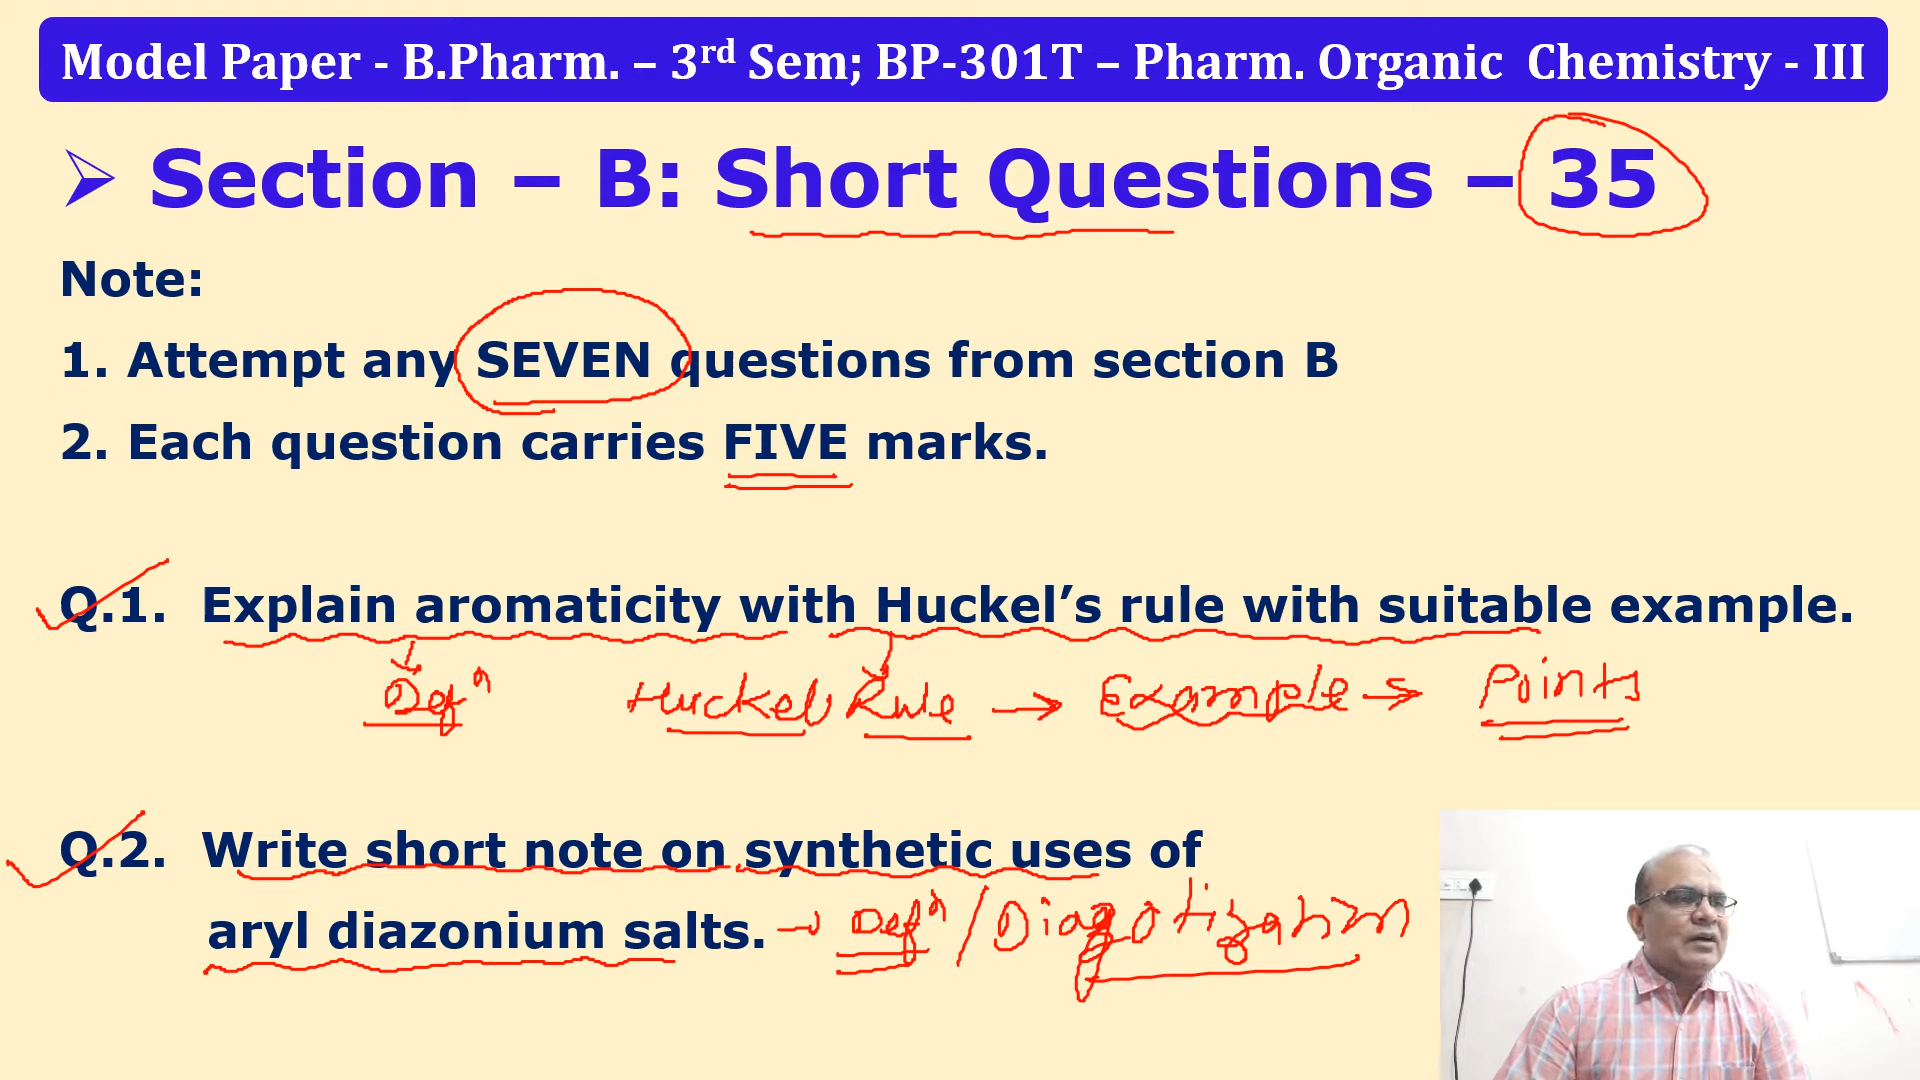 Model Paper - B.Pharm. – 3rd Sem; BP-301T – Pharm. Organic Chemistry - III
➢ Section – B: Short Questions – 35
Note:
1. Attempt any SEVEN questions from section B
2. Each question carries FIVE marks.
Q.1. Explain aromaticity with Huckel’s rule with suitable example.
Defⁿ Huckel Rule → Example → Points
Q.2. Write short note on synthetic uses of
aryl diazonium salts. → Defⁿ / Diazotization